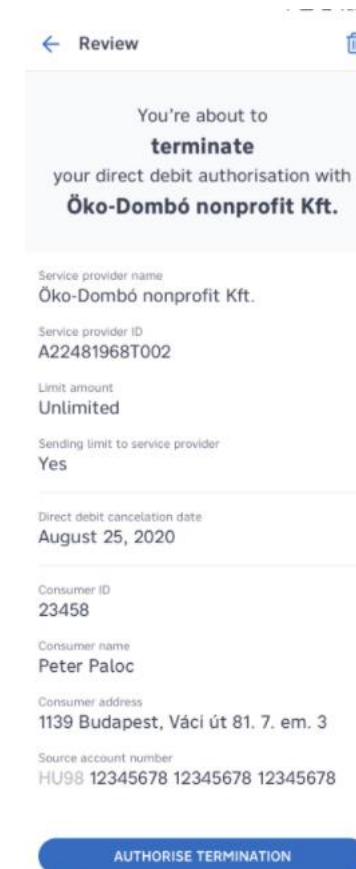 Review
You're about to
terminate
your direct debit authorisation with
Öko-Dombó nonprofit Kft.
Service provider name
Öko-Dombó nonprofit Kft.
Service provider ID
A22481968T002
Limit amount
Unlimited
Sending limit to service provider
Yes
Direct debit cancelation date
August 25, 2020
Consumer ID
23458
Consumer name
Peter Paloc
Consumer address
1139 Budapest, Váci út 81. 7. em. 3
Source account number
HU98 12345678 12345678 12345678
AUTHORISE TERMINATION